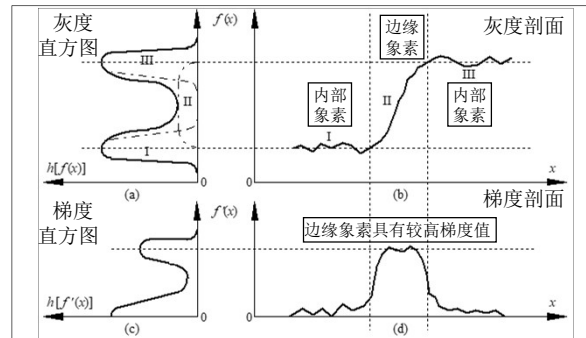 灰度
直方图
f(x)
边缘
象素
灰度剖面
III
II
I
内部
象素
I
II
III
内部
象素
h[f(x)]
(a)
0
0
(b)
x
梯度
直方图
f'(x)
梯度剖面
边缘象素具有较高梯度值
h[f'(x)]
(c)
0
0
(d)
x